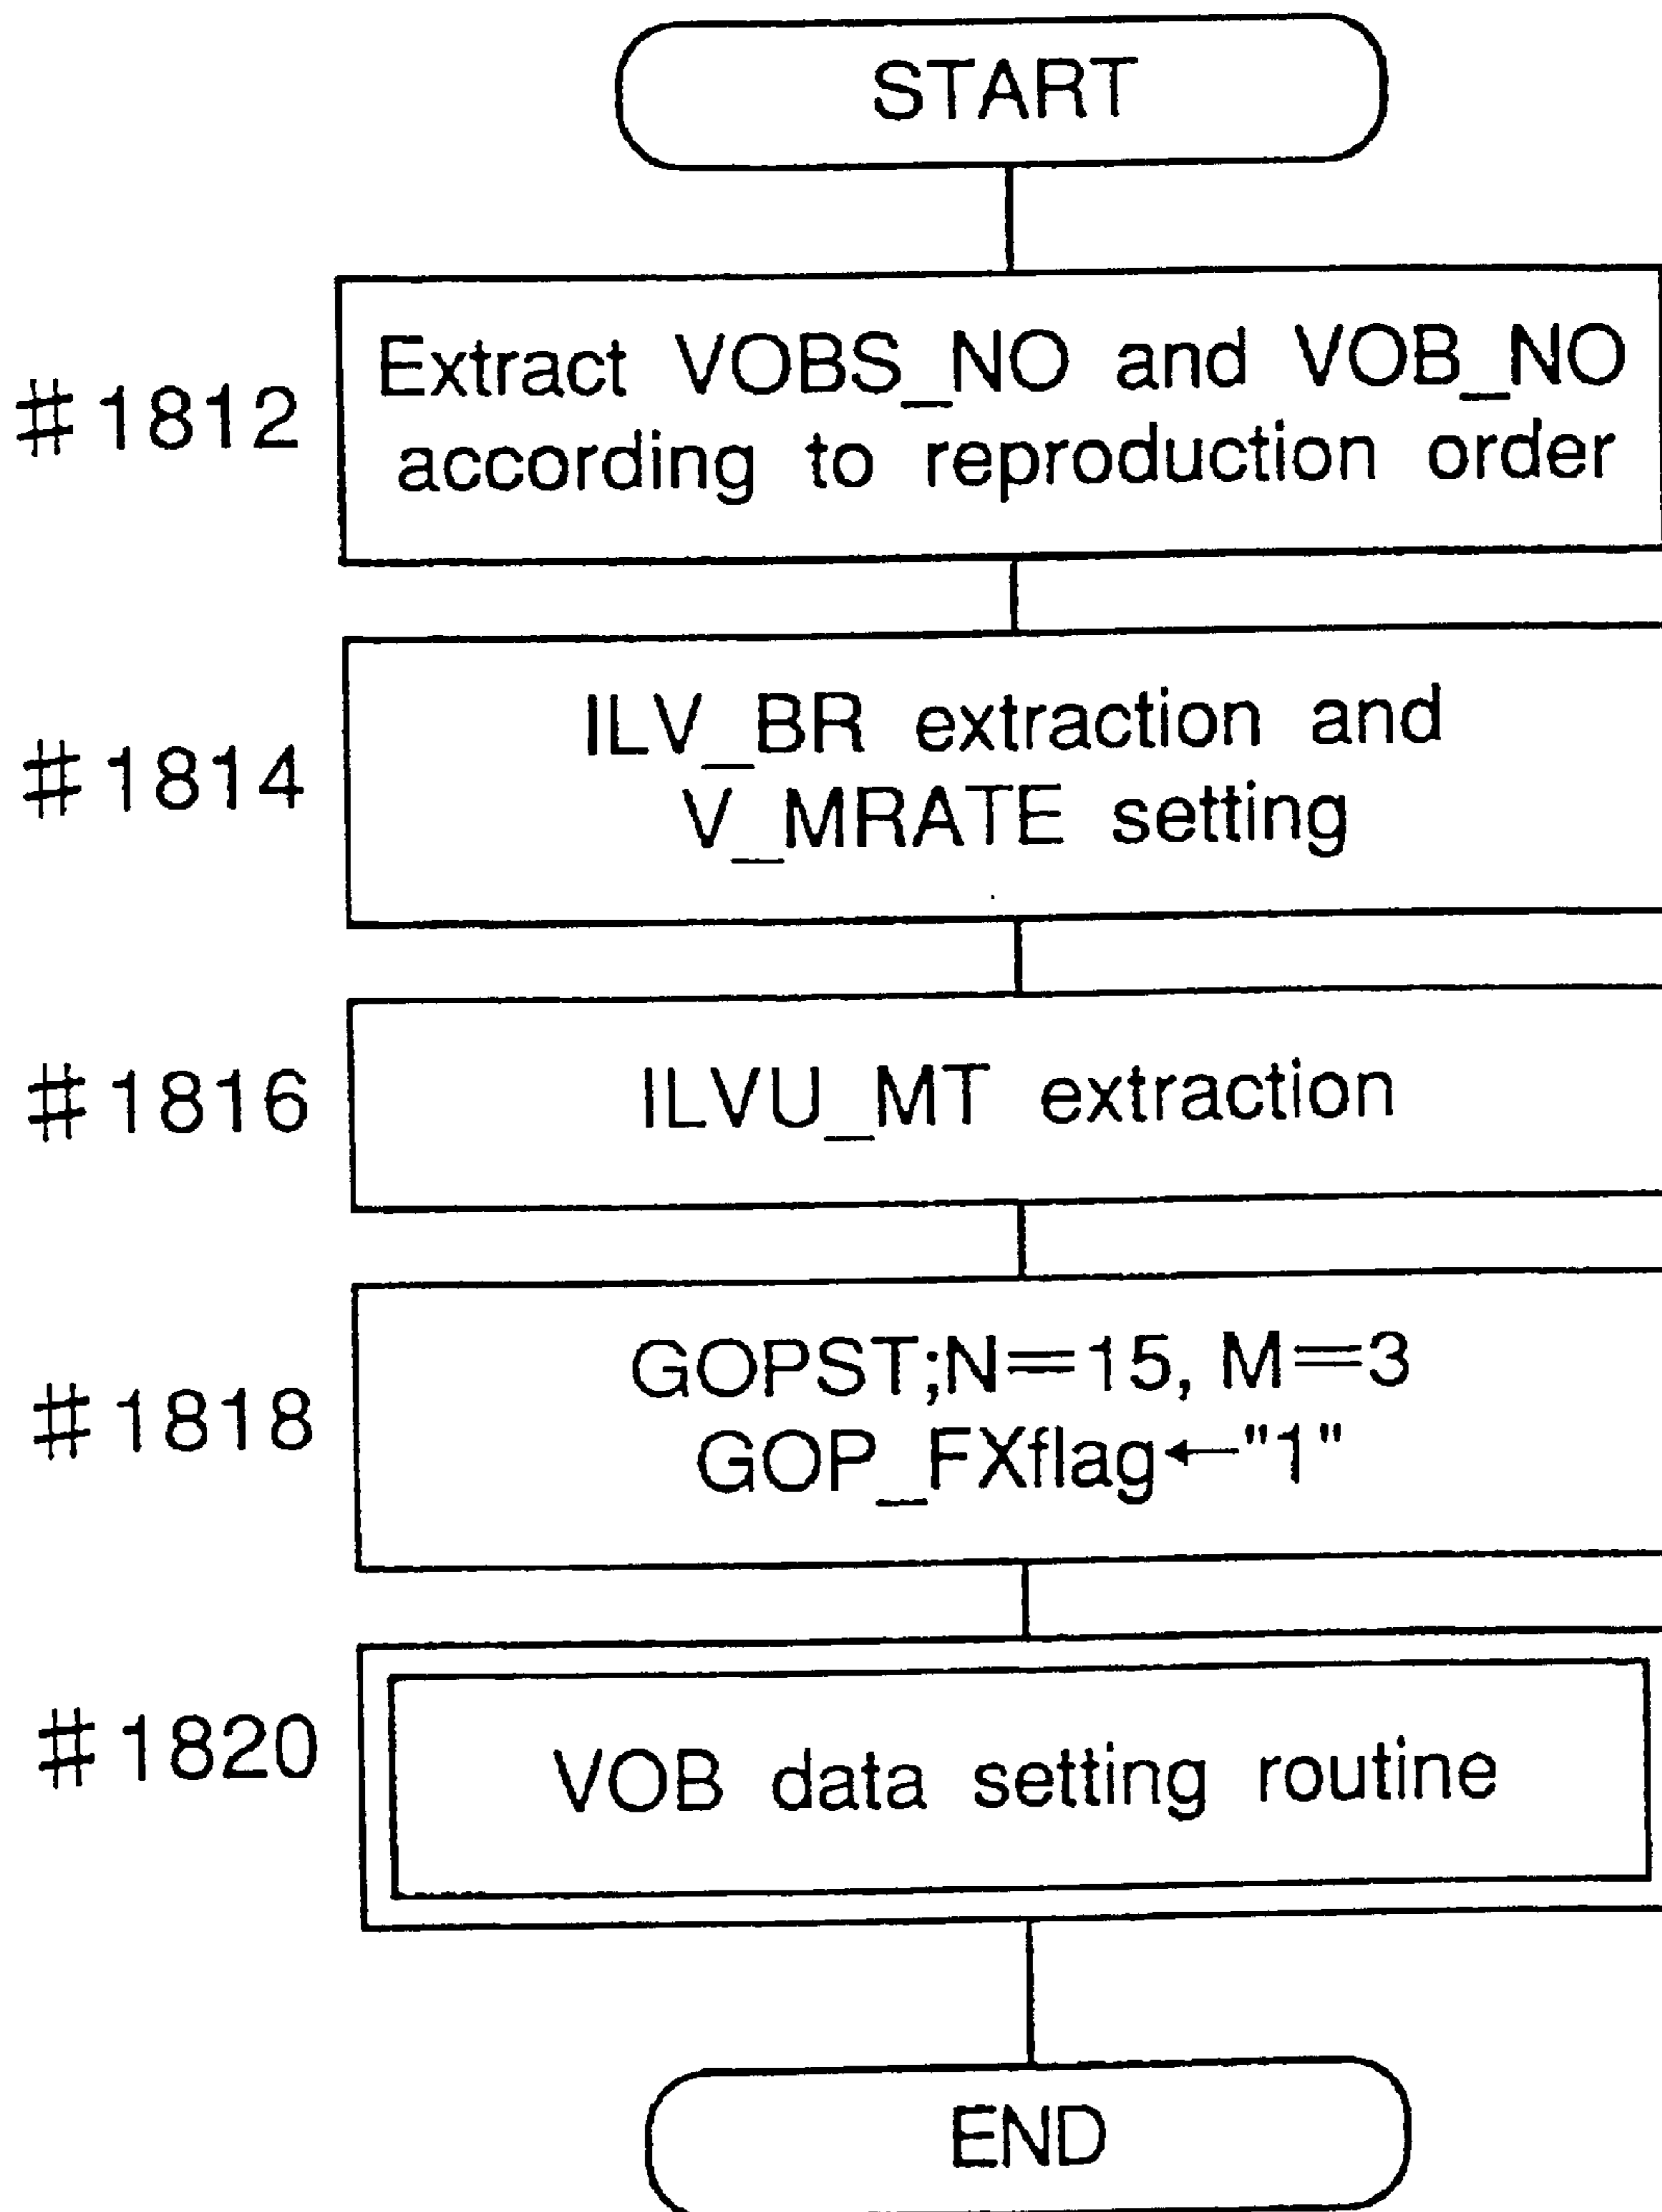 START
#1812
Extract VOBS_NO and VOB_NO
according to reproduction order
#1814
ILV_BR extraction and
V_MRATE setting
#1816
ILVU_MT extraction
#1818
GOPST;N=15, M=3
GOP_FXflag←"1"
#1820
VOB data setting routine
END